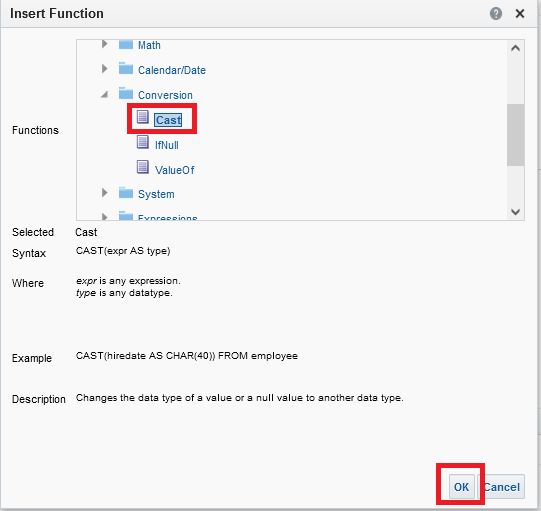 Insert Function
Math
Calendar/Date
Conversion
Functions
Cast
IfNull
ValueOf
System
Expressions
Selected Cast
Syntax CAST(expr AS type)
Where expr is any expression.
type is any datatype.
Example CAST(hiredate AS CHAR(40)) FROM employee
Description Changes the data type of a value or a null value to another data type.
OK Cancel